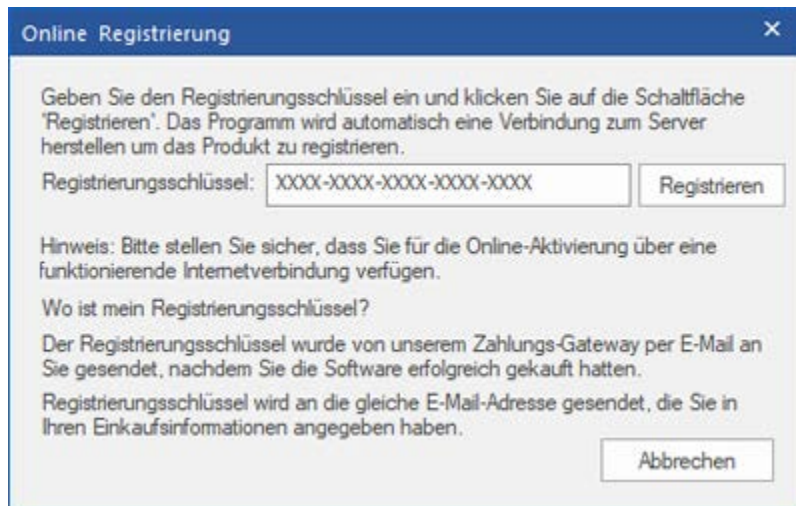 Online Registrierung
Geben Sie den Registrierungsschlüssel ein und klicken Sie auf die Schaltfläche
'Registrieren'. Das Programm wird automatisch eine Verbindung zum Server
herstellen um das Produkt zu registrieren.
Registrierungsschlüssel: XXXX-XXXX-XXXX-XXXX-XXXX Registrieren
Hinweis: Bitte stellen Sie sicher, dass Sie für die Online-Aktivierung über eine
funktionierende Internetverbindung verfügen.
Wo ist mein Registrierungsschlüssel?
Der Registrierungsschlüssel wurde von unserem Zahlungs-Gateway per E-Mail an
Sie gesendet, nachdem Sie die Software erfolgreich gekauft hatten.
Registrierungsschlüssel wird an die gleiche E-Mail-Adresse gesendet, die Sie in
Ihren Einkaufsinformationen angegeben haben.
Abbrechen